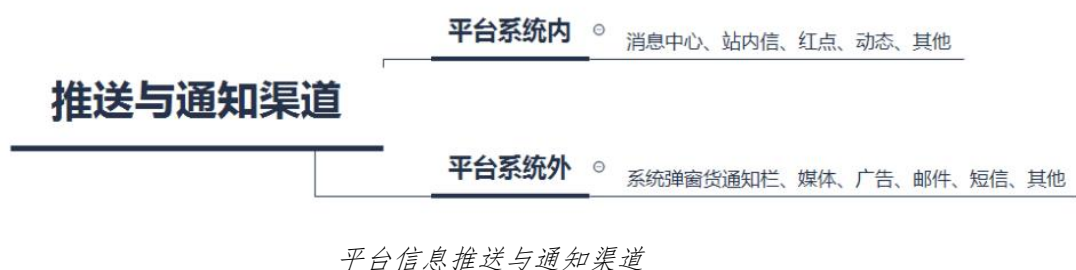 平台系统内
消息中心、站内信、红点、动态、其他
推送与通知渠道
平台系统外
系统弹窗货通知栏、媒体、广告、邮件、短信、其他
平台信息推送与通知渠道